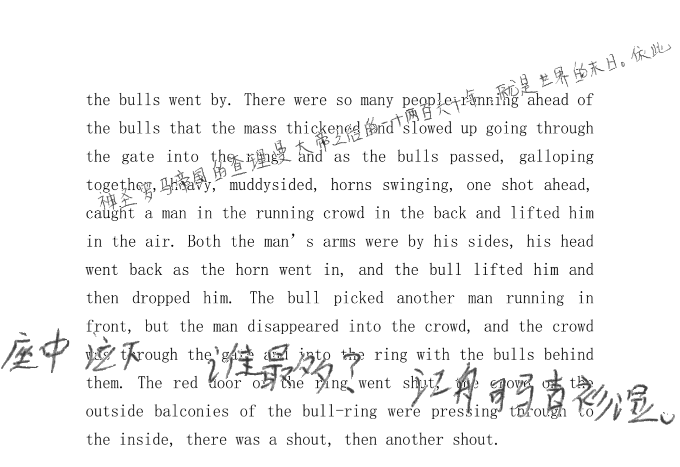 神圣罗马帝国的查理曼大帝之后的一千两百六十年，就是世界的末日。依此
the bulls went by. There were so many people running ahead of
the bulls that the mass thickened and slowed up going through
the gate into the ring, and as the bulls passed, galloping
together, heavy, muddysided, horns swinging, one shot ahead,
caught a man in the running crowd in the back and lifted him
in the air. Both the man's arms were by his sides, his head
went back as the horn went in, and the bull lifted him and
then dropped him. The bull picked another man running in
front, but the man disappeared into the crowd, and the crowd
was through the gate and into the ring with the bulls behind
座中泣下 谁最多？ 江舟司马青衫湿。
them. The red door of the ring went shut, the crowd on the
outside balconies of the bull-ring were pressing through to
the inside, there was a shout, then another shout.